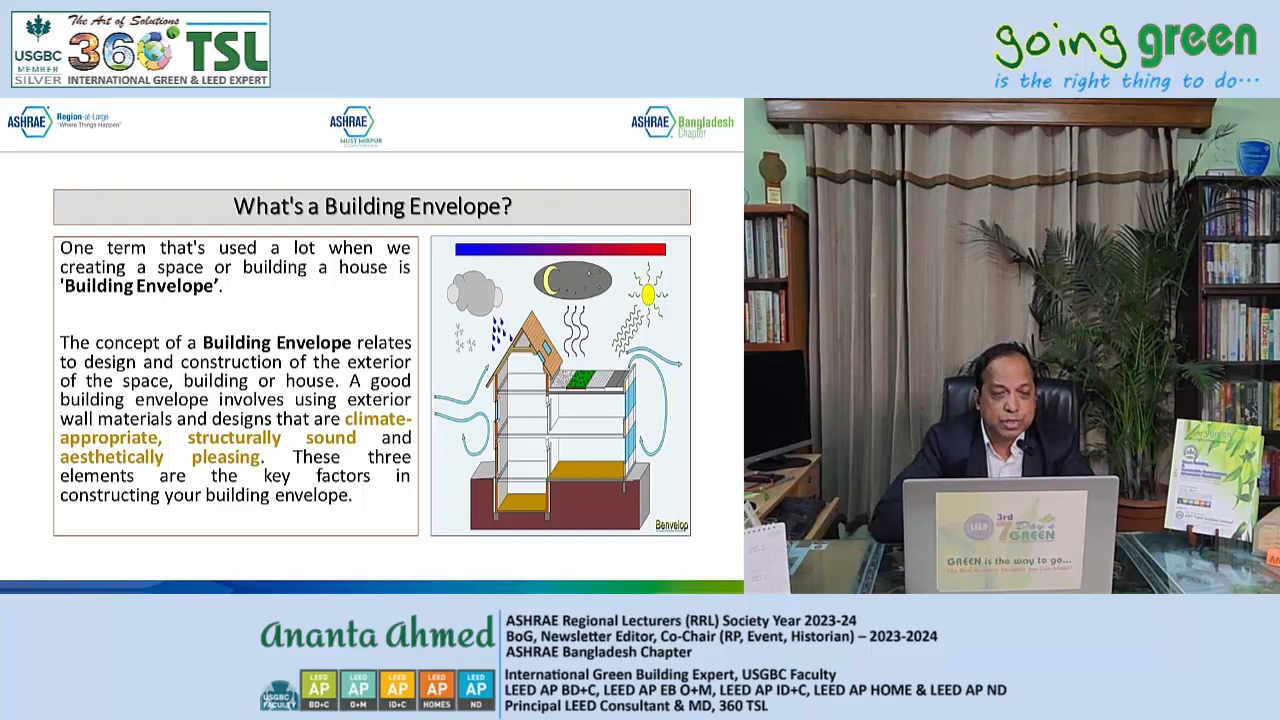 The Art of Solutions
USGBC
MEMBER
SILVER
360 TSL
INTERNATIONAL GREEN & LEED EXPERT
going green
is the right thing to do...
ASHRAE Region-at-Large
"Where Things Happen"
ASHRAE
MUST MIRPUR
ASHRAE Bangladesh
Chapter
What's a Building Envelope?
One term that's used a lot when we
creating a space or building a house is
'Building Envelope’.
The concept of a Building Envelope relates
to design and construction of the exterior
of the space, building or house. A good
building envelope involves using exterior
wall materials and designs that are climate-
appropriate, structurally sound and
aesthetically pleasing. These three
elements are the key factors in
constructing your building envelope.
Benvelop
LEED
3rd
7 Day's
GREEN
GREEN is the way to go...
Ananta Ahmed
USGBC
FACULTY
LEED
AP
BD+C
LEED
AP
O+M
LEED
AP
ID+C
LEED
AP
HOMES
LEED
AP
ND
ASHRAE Regional Lecturers (RRL) Society Year 2023-24
BoG, Newsletter Editor, Co-Chair (RP, Event, Historian) – 2023-2024
ASHRAE Bangladesh Chapter
International Green Building Expert, USGBC Faculty
LEED AP BD+C, LEED AP EB O+M, LEED AP ID+C, LEED AP HOME & LEED AP ND
Principal LEED Consultant & MD, 360 TSL